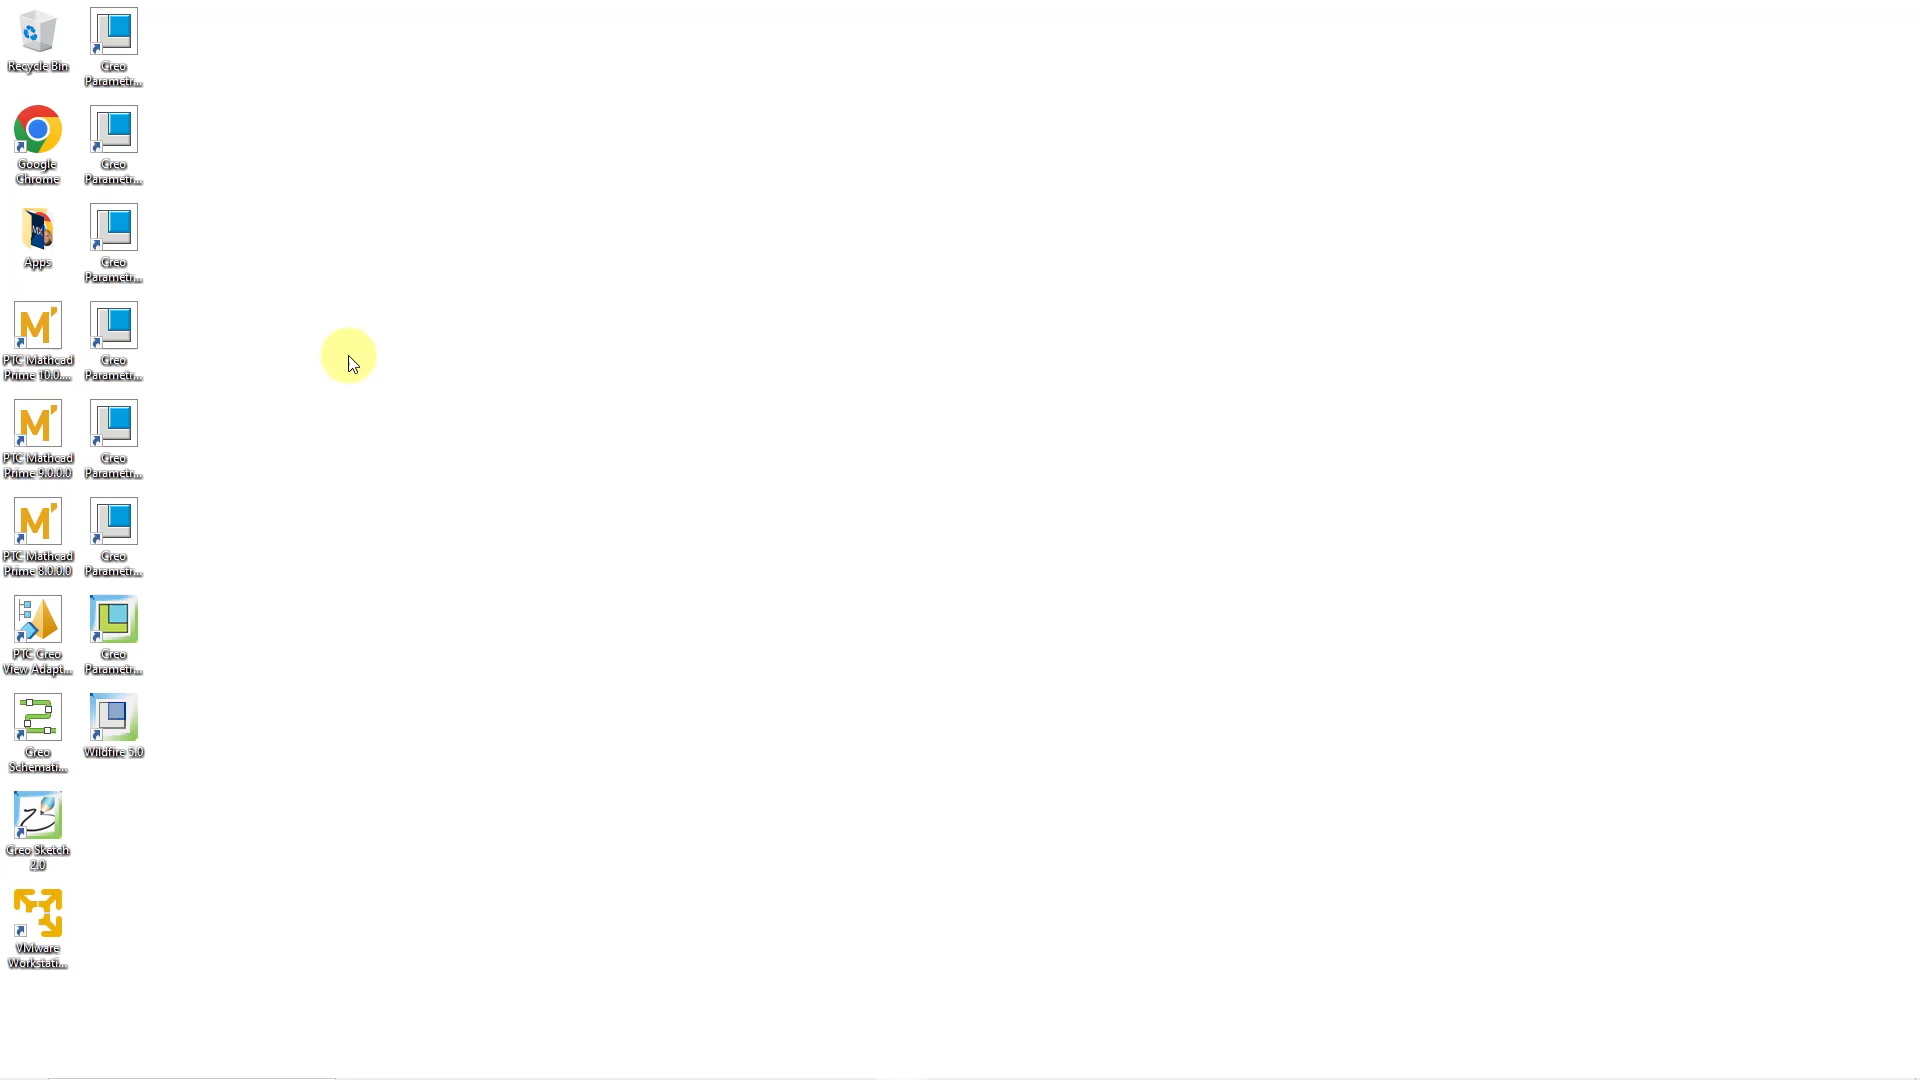 Recycle Bin
Google
Chrome
Apps
PTC Mathcad
Prime 10.0....
PTC Mathcad
Prime 9.0.0.0
PTC Mathcad
Prime 8.0.0.0
PTC Creo
View Adapt...
Creo
Schemati...
Creo Sketch
2.0
VMware
Workstati...
Creo
Parametr...
Creo
Parametr...
Creo
Parametr...
Creo
Parametr...
Creo
Parametr...
Creo
Parametr...
Creo
Parametr...
Wildfire 5.0